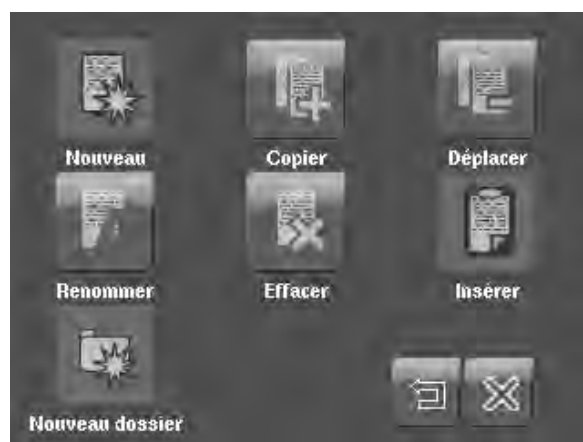 Nouveau
Copier
Déplacer
Renommer
Effacer
Insérer
Nouveau dossier